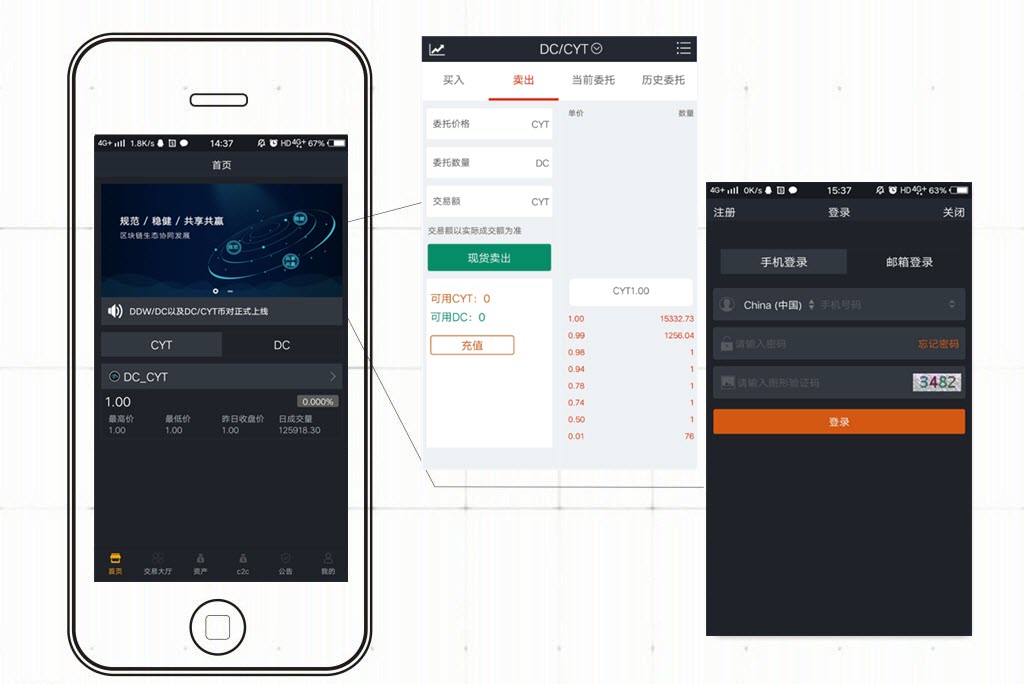 4G+ 1.8K/s 14:37 HD 4G+ 67%
首页
规范 / 稳健 / 共享共赢
区块链生态协同发展
DDW/DC以及DC/CYT币对正式上线
CYT DC
DC_CYT
1.00 0.000%
最高价 最低价 昨日收盘价 日成交量
1.00 1.00 1.00 125918.30
首页 交易大厅 资产 c2c 公告 我的
DC/CYT
买入 卖出 当前委托 历史委托
单价 数量
委托价格 CYT
委托数量 DC
交易额 CYT
交易额以实际成交额为准
现货卖出
可用CYT: 0
可用DC: 0
充值
CYT1.00
1.00 15332.73
0.99 1256.04
0.98 1
0.94 1
0.78 1
0.74 1
0.50 1
0.01 76
4G+ 0K/s 15:37 HD 4G+ 63%
注册 登录 关闭
手机登录 邮箱登录
China (中国) 手机号码
请输入密码 忘记密码
请输入图形验证码 3482
登录